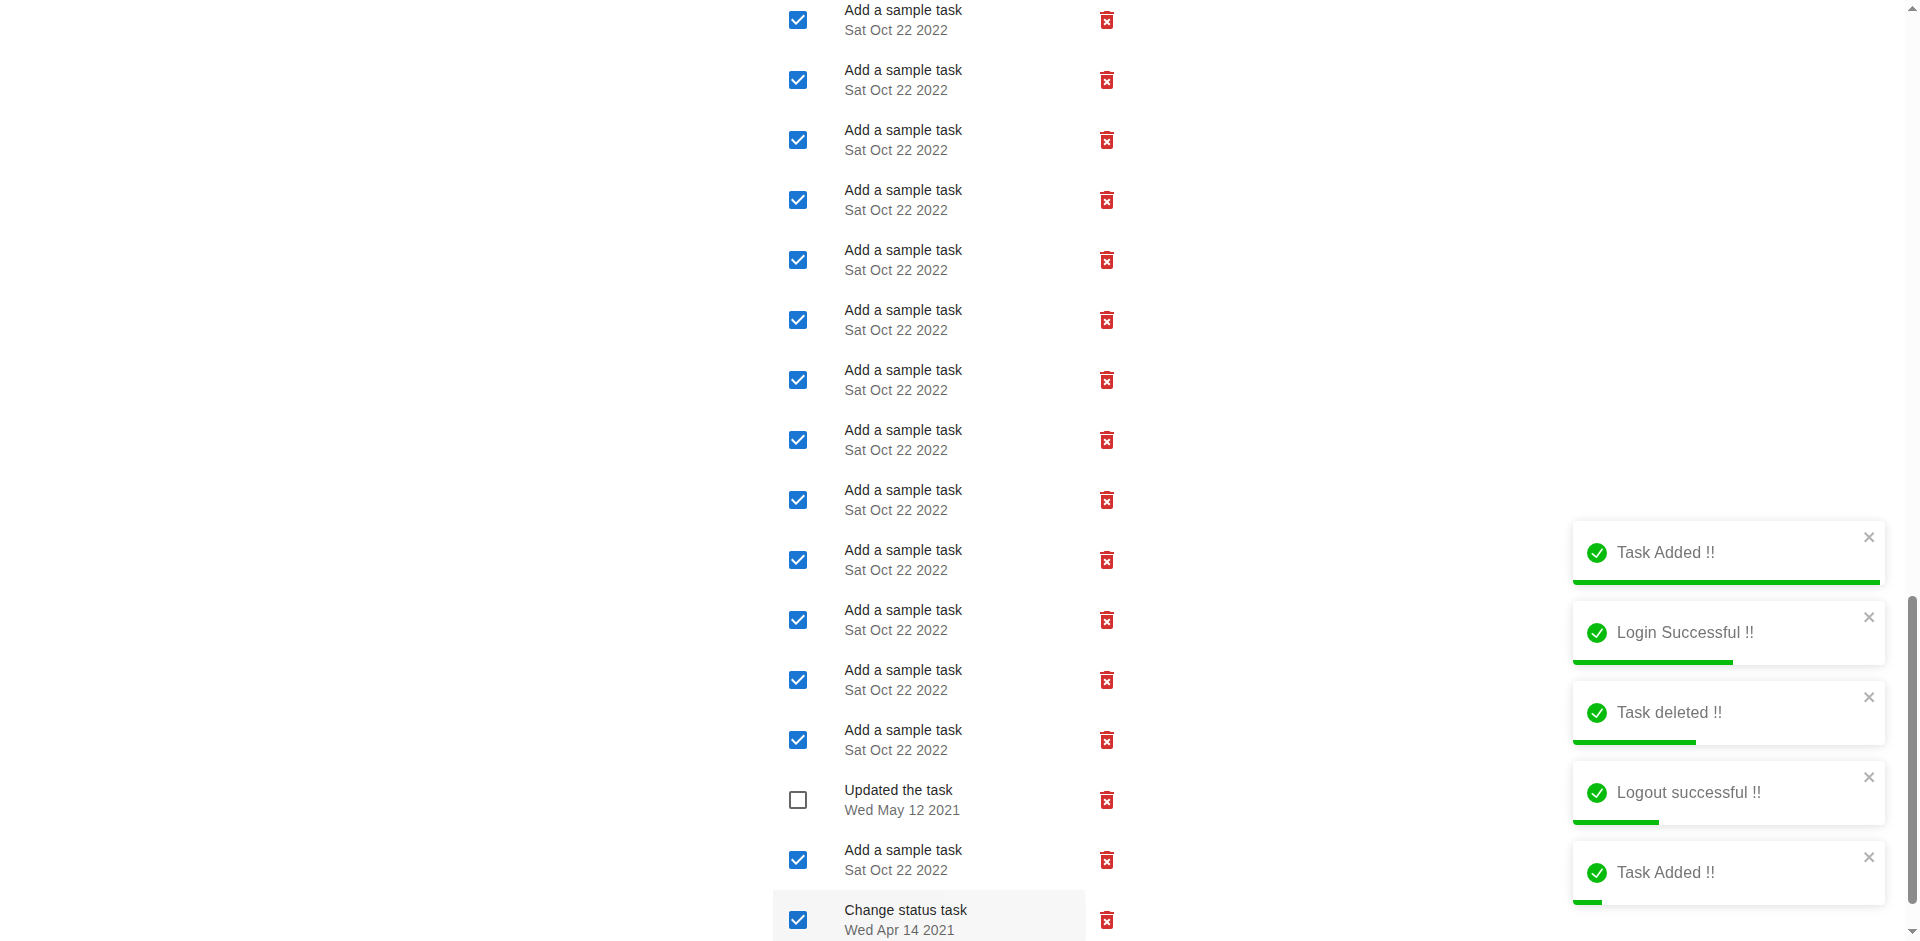 Add a sample task
Sat Oct 22 2022
Add a sample task
Sat Oct 22 2022
Add a sample task
Sat Oct 22 2022
Add a sample task
Sat Oct 22 2022
Add a sample task
Sat Oct 22 2022
Add a sample task
Sat Oct 22 2022
Add a sample task
Sat Oct 22 2022
Add a sample task
Sat Oct 22 2022
Add a sample task
Sat Oct 22 2022
Add a sample task
Sat Oct 22 2022
Add a sample task
Sat Oct 22 2022
Add a sample task
Sat Oct 22 2022
Add a sample task
Sat Oct 22 2022
Updated the task
Wed May 12 2021
Add a sample task
Sat Oct 22 2022
Change status task
Wed Apr 14 2021
Task Added !!
Login Successful !!
Task deleted !!
Logout successful !!
Task Added !!